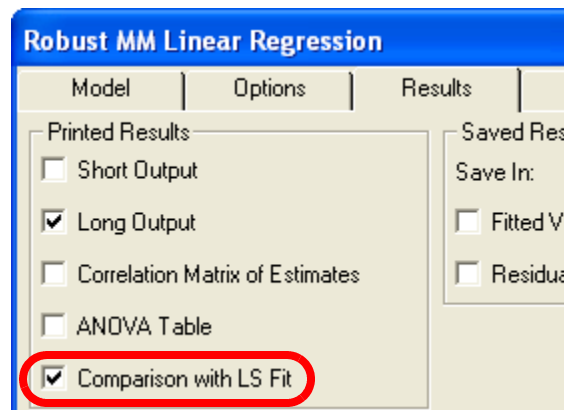 Robust MM Linear Regression
Model Options Results
Printed Results
Saved Res
Short Output
Save In:
Long Output
Fitted V
Correlation Matrix of Estimates
Residua
ANOVA Table
Comparison with LS Fit